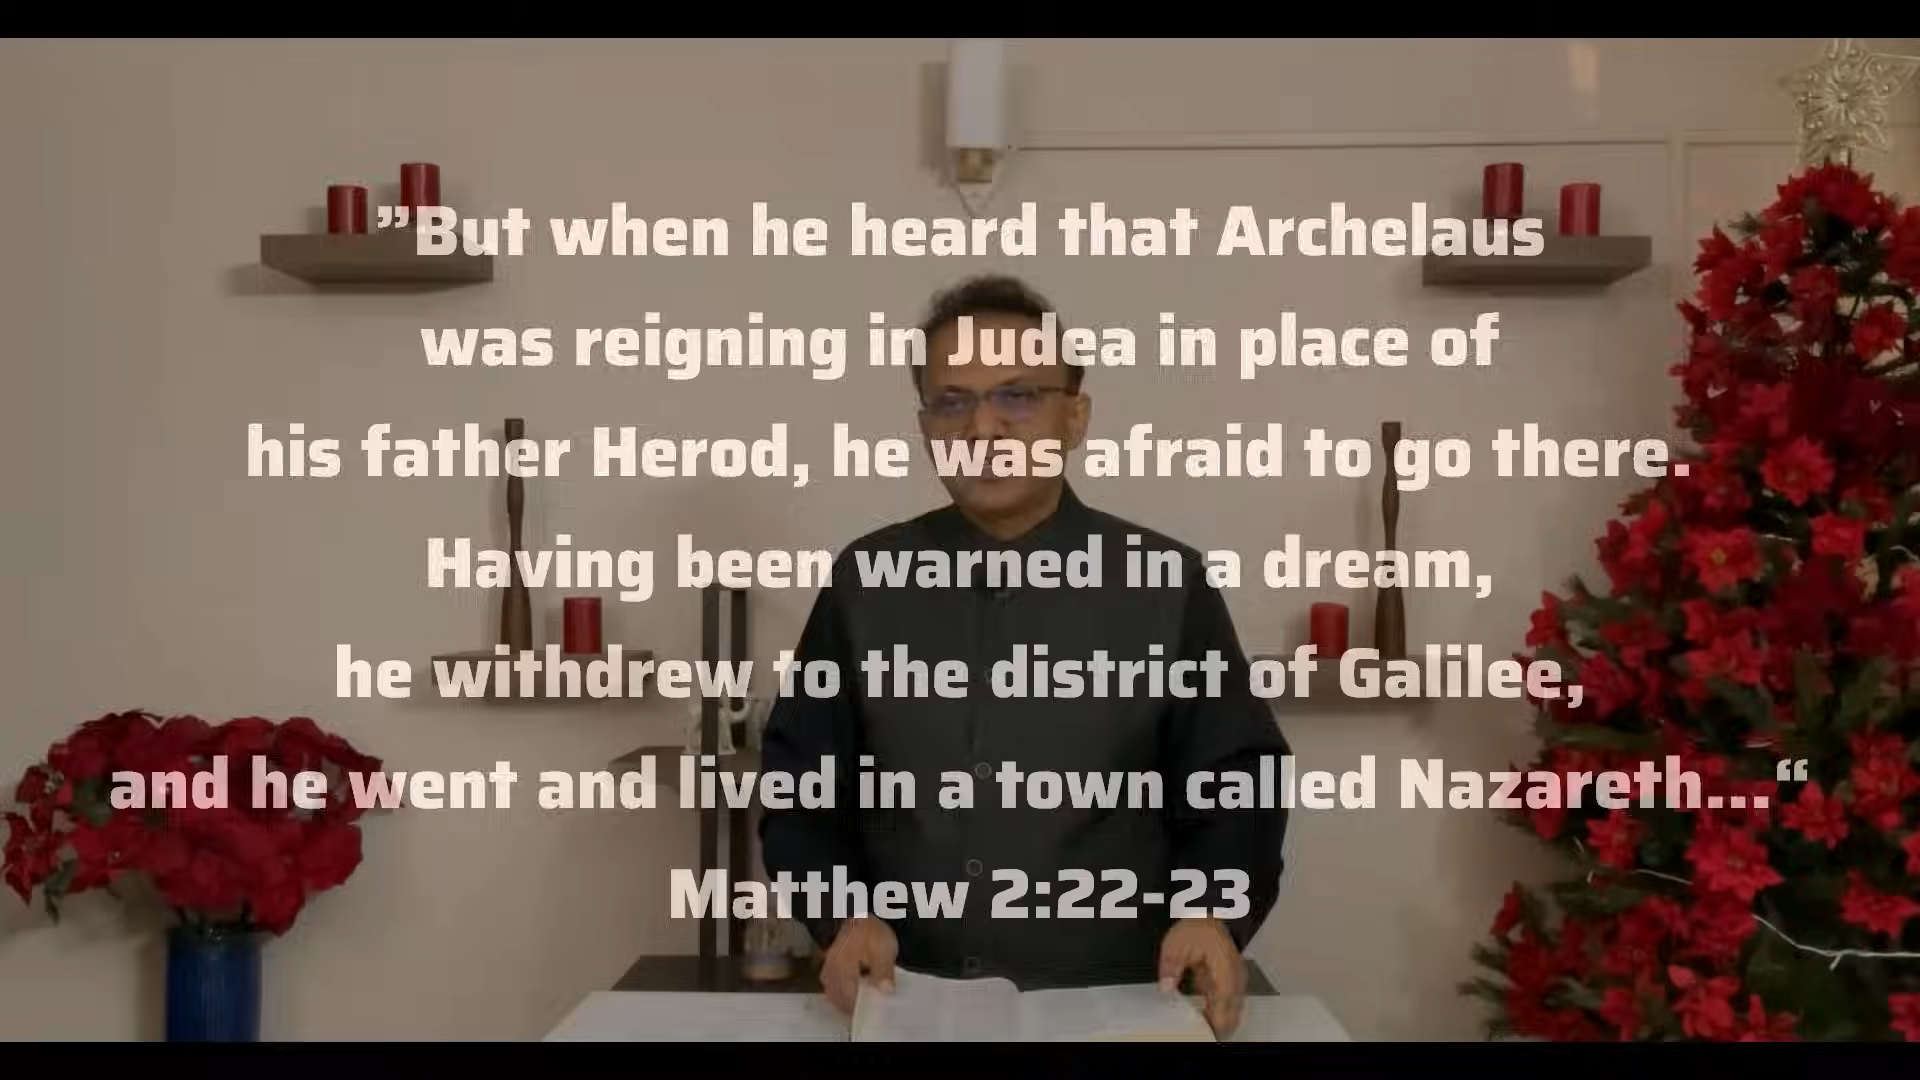 ”But when he heard that Archelaus
was reigning in Judea in place of
his father Herod, he was afraid to go there.
Having been warned in a dream,
he withdrew to the district of Galilee,
and he went and lived in a town called Nazareth...“
Matthew 2:22-23